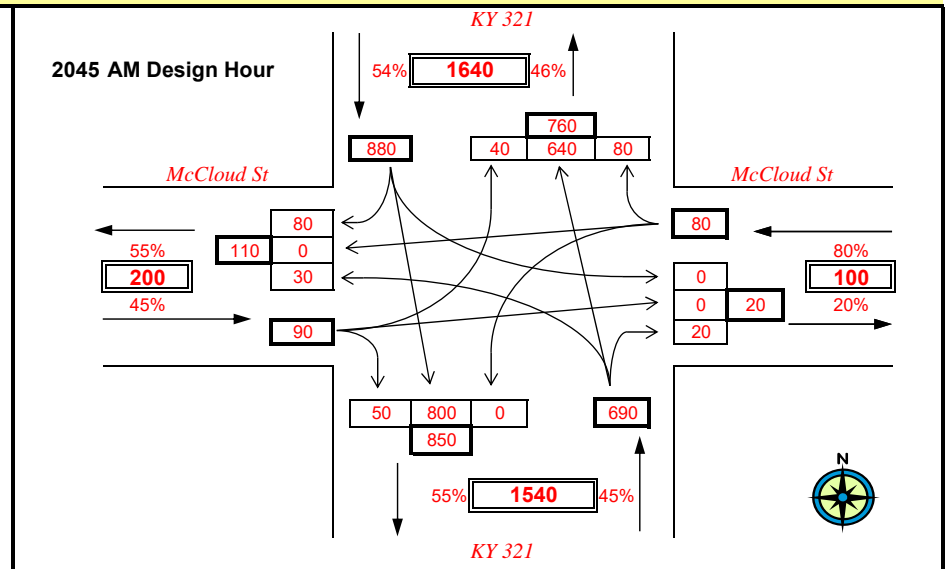 KY 321
2045 AM Design Hour
54% 1640 46%
760
880 40 640 80
McCloud St McCloud St
80 80
55% 110 0 80%
200 30 0 100
45% 0 20 20%
90 20
50 800 0 690
850
55% 1540 45%
N
KY 321